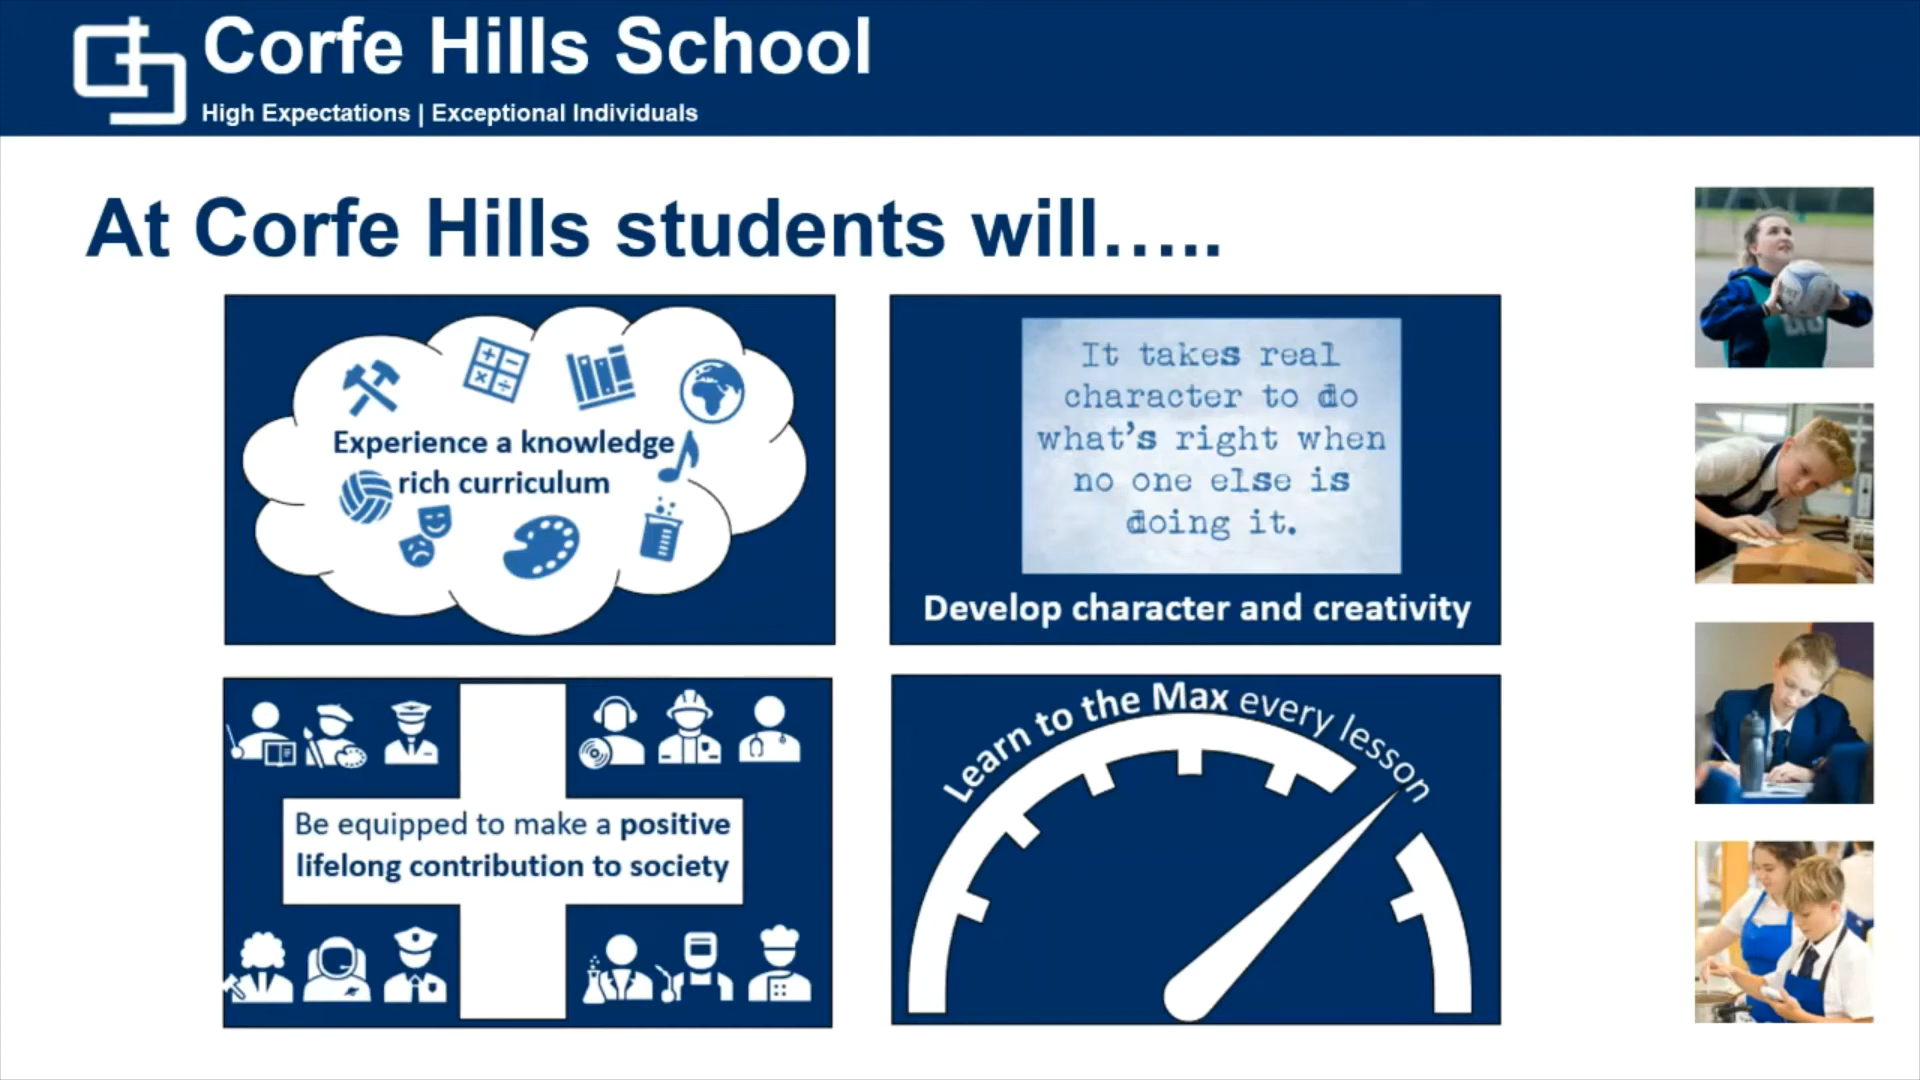 Corfe Hills School
High Expectations | Exceptional Individuals
At Corfe Hills students will.....
Experience a knowledge
rich curriculum
It takes real
character to do
what's right when
no one else is
doing it.
Develop character and creativity
Be equipped to make a positive
lifelong contribution to society
Learn to the Max every lesson